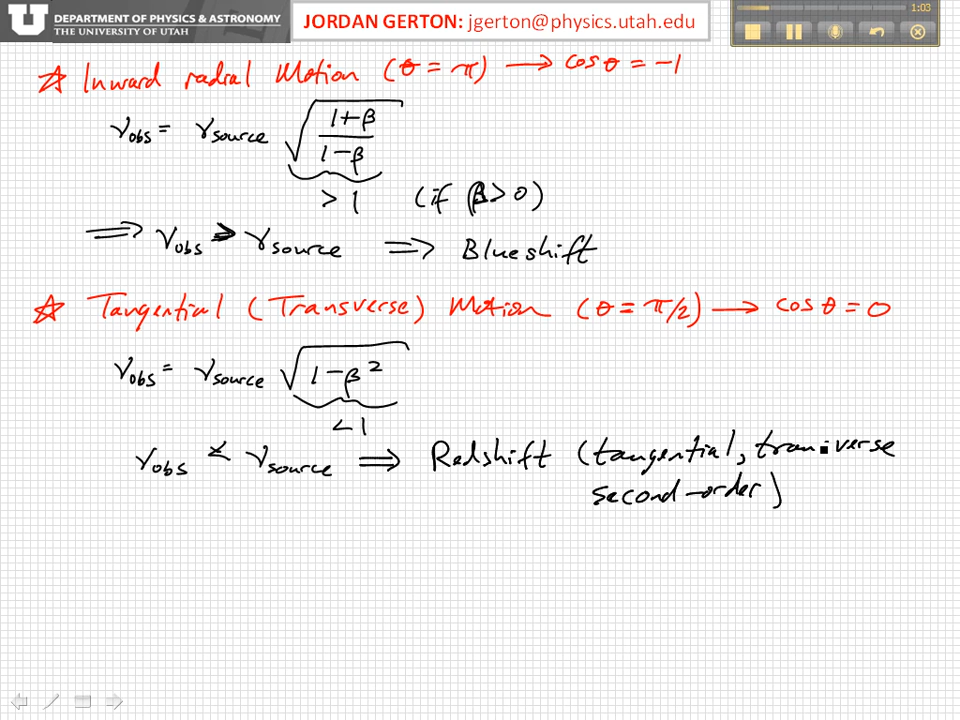 U DEPARTMENT OF PHYSICS & ASTRONOMY
THE UNIVERSITY OF UTAH
JORDAN GERTON: jgerton@physics.utah.edu
1:03
☆ Inward radial Motion (θ = π) → cos θ = -1
ν_obs = ν_source √((1+β)/(1-β))
> 1 (if β > 0)
⇒ ν_obs > ν_source ⇒ Blueshift
☆ Tangential (Transverse) Motion (θ = π/2) → cos θ = 0
ν_obs = ν_source √(1-β²)
< 1
ν_obs < ν_source ⇒ Redshift (tangential, transverse
second-order)